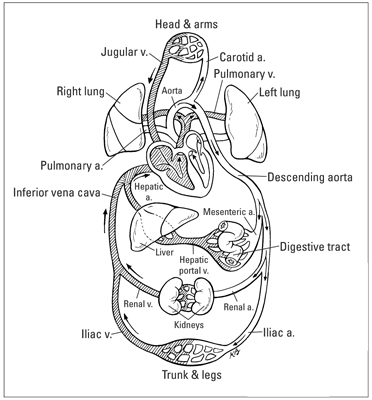 Head & arms
Jugular v.
Carotid a.
Pulmonary v.
Right lung
Aorta
Left lung
Pulmonary a.
Descending aorta
Inferior vena cava
Hepatic
a.
Mesenteric a.
Digestive tract
Liver
Hepatic
portal v.
Renal v.
Renal a.
Kidneys
Iliac v.
Iliac a.
Trunk & legs